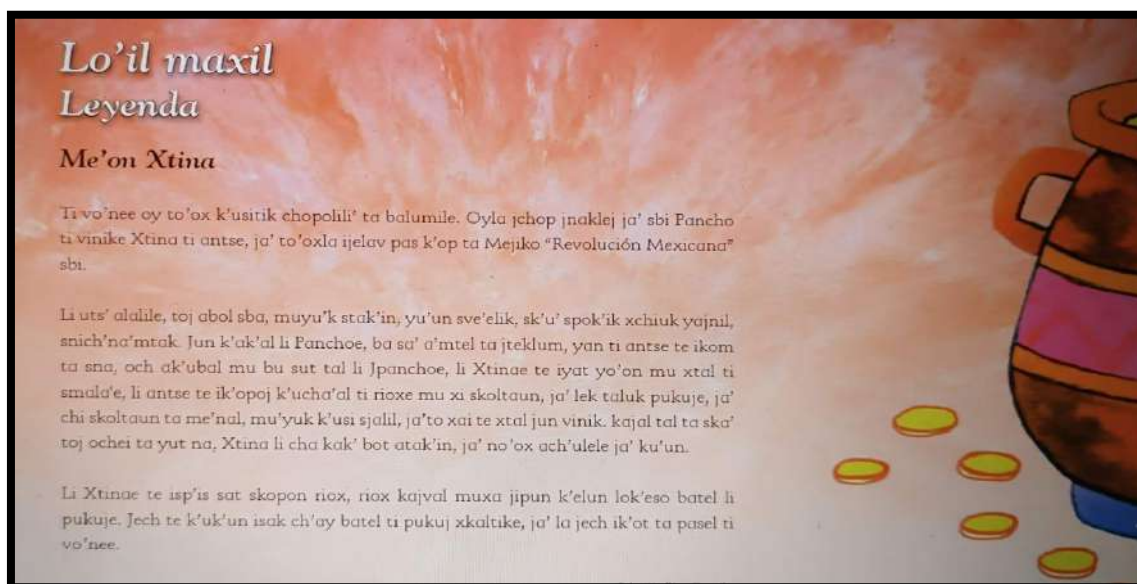 Lo’il maxil
Leyenda
Me’on Xtina
Ti vo’nee oy to’ox k’usitik chopolili’ ta balumile. Oyla jchop jnaklej ja’ sbi Pancho
ti vinike Xtina ti antse, ja’ to’oxla ijelav pas k’op ta Mejiko “Revolución Mexicana”
sbi.
Li uts’ alalile, toj abol sba, muyu’k stak’in, yu’un sve’elik, sk’u’ spok’ik xchiuk yajnil,
snich’na’mtak. Jun k’ak’al li Panchoe, ba sa’ a’mtel ta jteklum, yan ti antse te ikom
ta sna, och ak’ubal mu bu sut tal li Jpanchoe, li Xtinae te iyat yo’on mu xtal ti
smala’e, li antse te ik’opoj k’ucha’al ti rioxe mu xi skoltaun, ja’ lek taluk pukuje, ja’
chi skoltaun ta me’nal, mu’yuk k’usi sjalil, ja’to xai te xtal jun vinik. kajal tal ta ska’
toj ochei ta yut na, Xtina li cha kak’ bot atak’in, ja’ no’ox ach’ulele ja’ ku’un.
Li Xtinae te isp’is sat skopon riox, riox kajval muxa jipun k’elun lok’eso batel li
pukuje. Jech te k’uk’un isak ch’ay batel ti pukuj xkaltike, ja’ la jech ik’ot ta pasel ti
vo’nee.